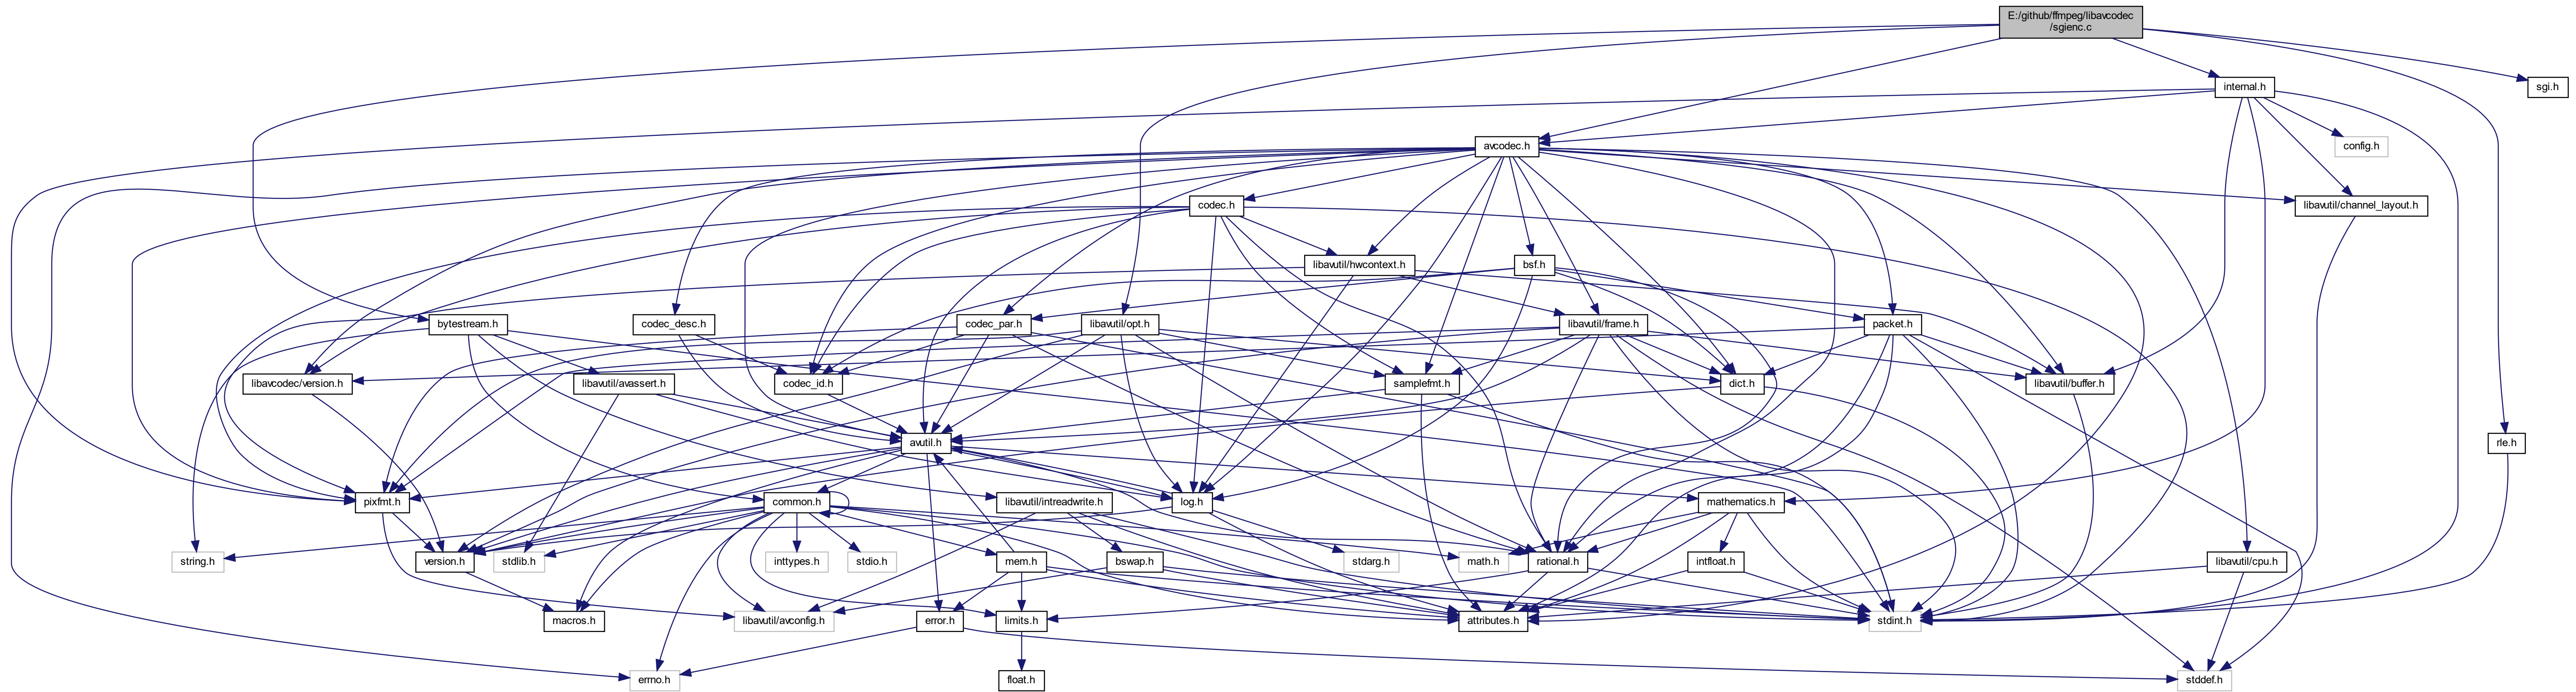 E:/github/ffmpeg/libavcodec
/sgienc.c
internal.h
sgi.h
avcodec.h
config.h
codec.h
libavutil/channel_layout.h
libavutil/hwcontext.h
bsf.h
bytestream.h
codec_desc.h
codec_par.h
libavutil/opt.h
libavutil/frame.h
packet.h
libavcodec/version.h
libavutil/avassert.h
codec_id.h
samplefmt.h
dict.h
libavutil/buffer.h
avutil.h
rle.h
pixfmt.h
common.h
libavutil/intreadwrite.h
log.h
mathematics.h
string.h
version.h
stdlib.h
inttypes.h
stdio.h
mem.h
bswap.h
stdarg.h
math.h
rational.h
intfloat.h
libavutil/cpu.h
macros.h
libavutil/avconfig.h
error.h
limits.h
attributes.h
stdint.h
errno.h
float.h
stddef.h